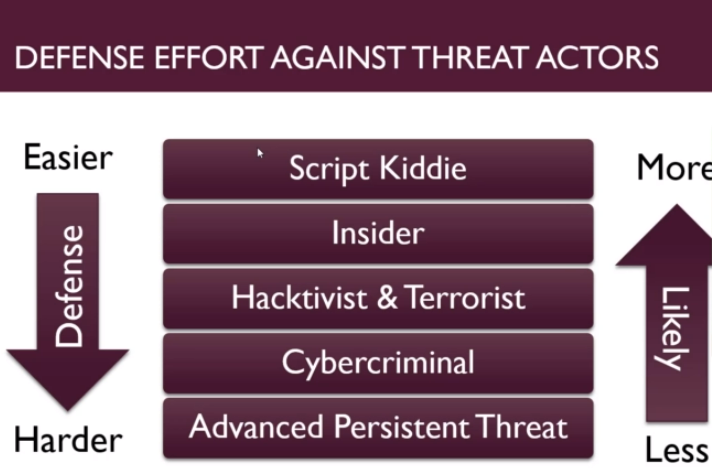 DEFENSE EFFORT AGAINST THREAT ACTORS
Easier
More
Script Kiddie
Insider
Defense
Hacktivist & Terrorist
Likely
Cybercriminal
Harder
Advanced Persistent Threat
Less